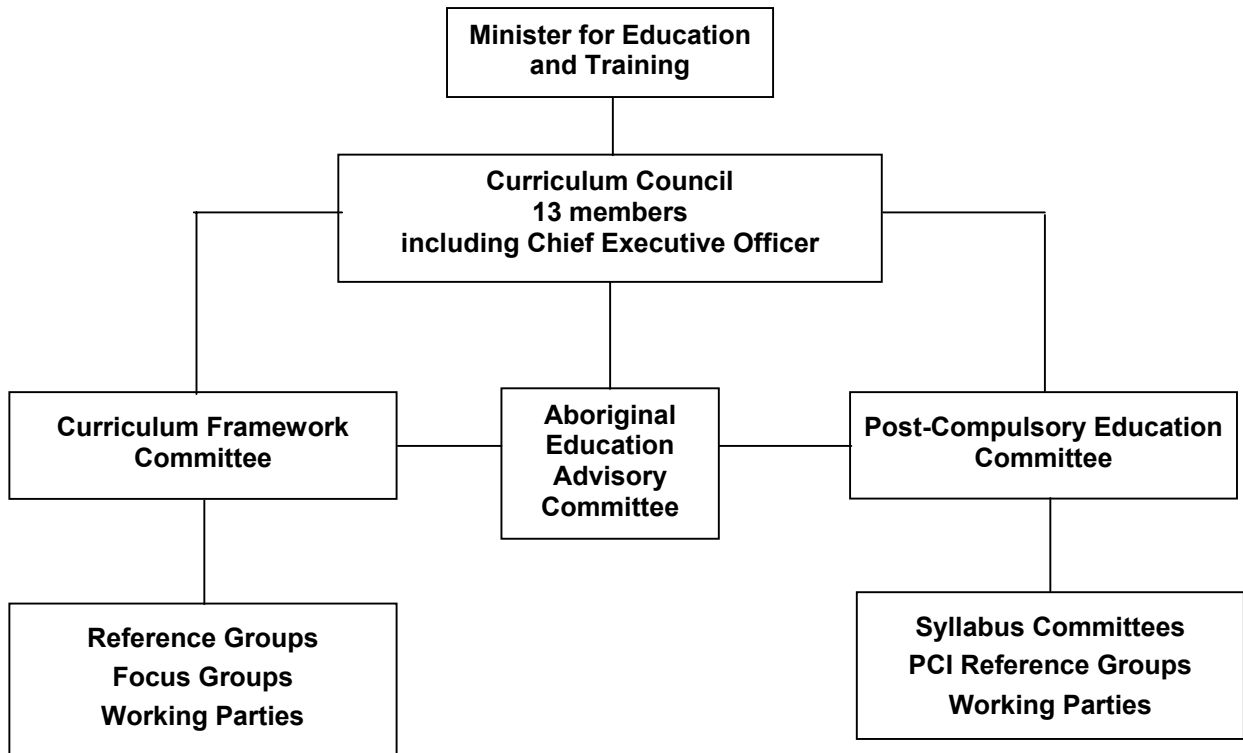 Minister for Education
and Training
Curriculum Council
13 members
including Chief Executive Officer
Curriculum Framework
Committee
Aboriginal
Education
Advisory
Committee
Post-Compulsory Education
Committee
Reference Groups
Focus Groups
Working Parties
Syllabus Committees
PCI Reference Groups
Working Parties